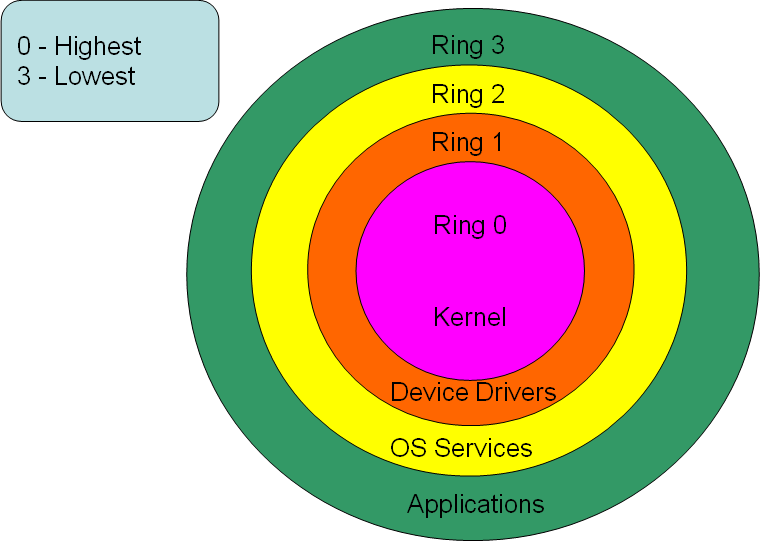 0 - Highest
3 - Lowest
Ring 3
Ring 2
Ring 1
Ring 0
Kernel
Device Drivers
OS Services
Applications